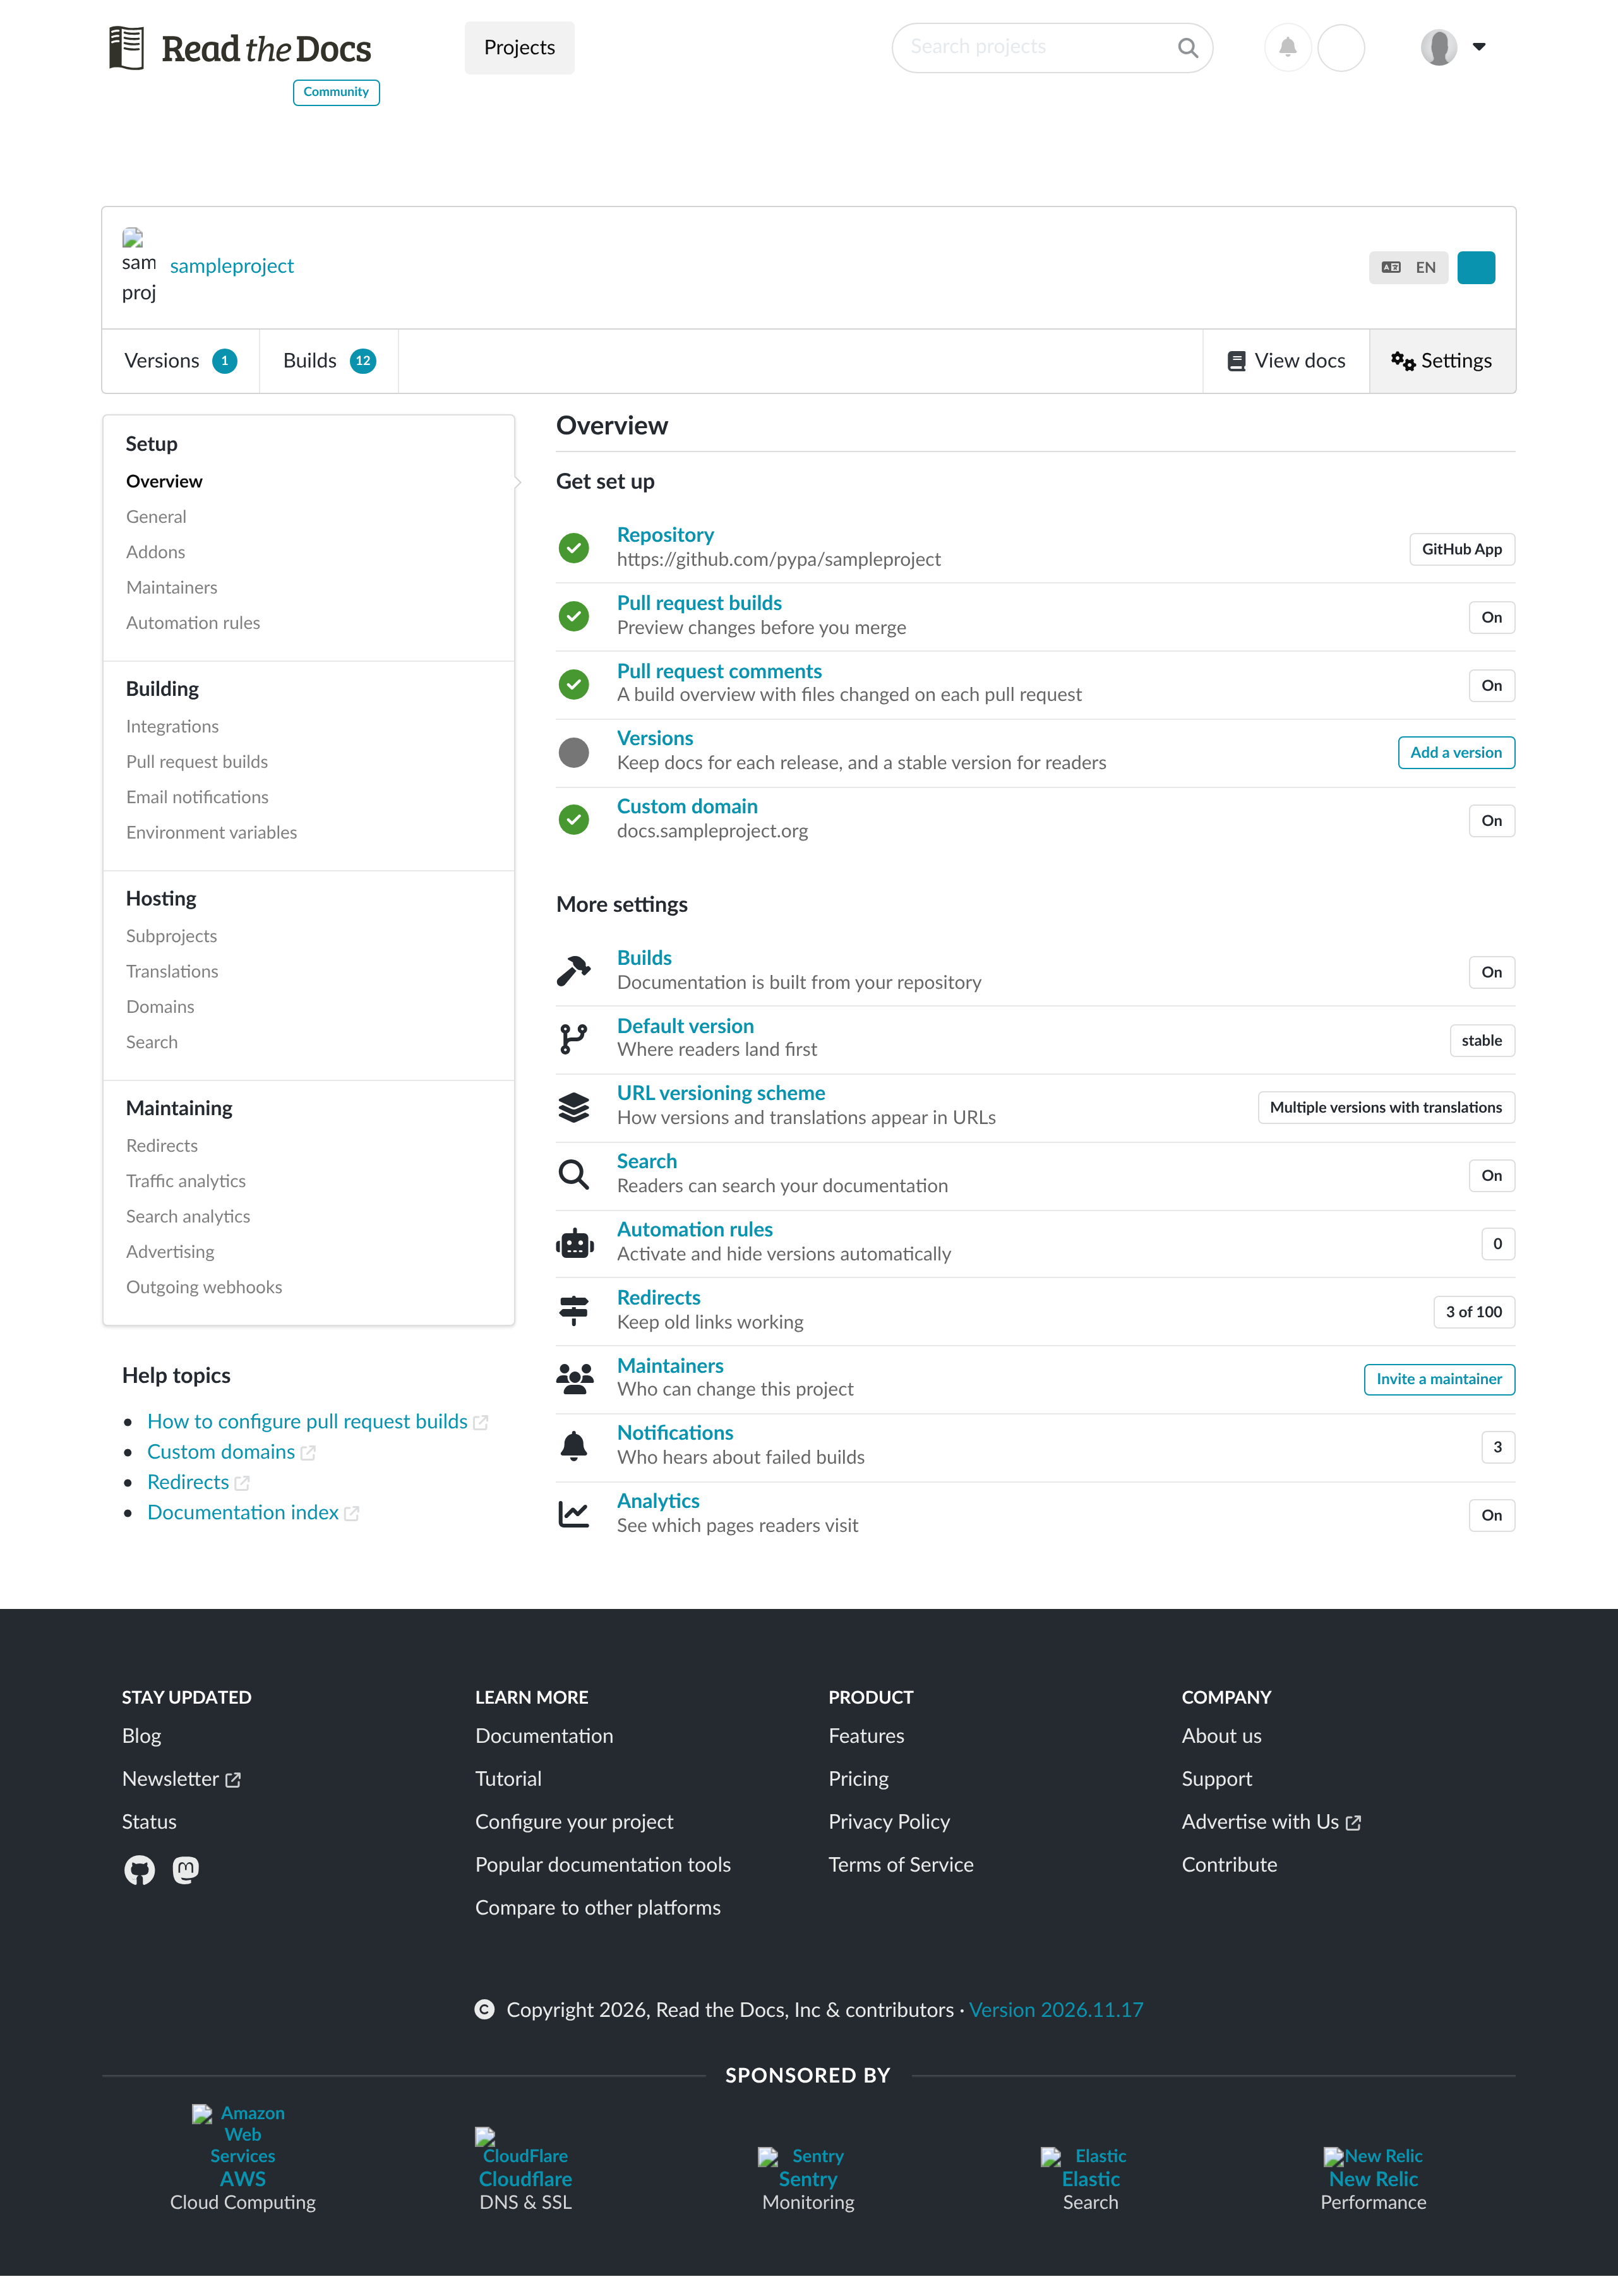 Read the Docs
Community
Projects
Search projects
sam
proj
sampleproject
EN
Versions 1
Builds 12
View docs
Settings
Setup
Overview
General
Addons
Maintainers
Automation rules
Building
Integrations
Pull request builds
Email notifications
Environment variables
Hosting
Subprojects
Translations
Domains
Search
Maintaining
Redirects
Traffic analytics
Search analytics
Advertising
Outgoing webhooks
Help topics
How to configure pull request builds
Custom domains
Redirects
Documentation index
Overview
Get set up
Repository
https://github.com/pypa/sampleproject
GitHub App
Pull request builds
Preview changes before you merge
On
Pull request comments
A build overview with files changed on each pull request
On
Versions
Keep docs for each release, and a stable version for readers
Add a version
Custom domain
docs.sampleproject.org
On
More settings
Builds
Documentation is built from your repository
On
Default version
Where readers land first
stable
URL versioning scheme
How versions and translations appear in URLs
Multiple versions with translations
Search
Readers can search your documentation
On
Automation rules
Activate and hide versions automatically
0
Redirects
Keep old links working
3 of 100
Maintainers
Who can change this project
Invite a maintainer
Notifications
Who hears about failed builds
3
Analytics
See which pages readers visit
On
STAY UPDATED
Blog
Newsletter
Status
LEARN MORE
Documentation
Tutorial
Configure your project
Popular documentation tools
Compare to other platforms
PRODUCT
Features
Pricing
Privacy Policy
Terms of Service
COMPANY
About us
Support
Advertise with Us
Contribute
Copyright 2026, Read the Docs, Inc & contributors · Version 2026.11.17
SPONSORED BY
Amazon
Web
Services
AWS
Cloud Computing
CloudFlare
Cloudflare
DNS & SSL
Sentry
Sentry
Monitoring
Elastic
Elastic
Search
New Relic
New Relic
Performance